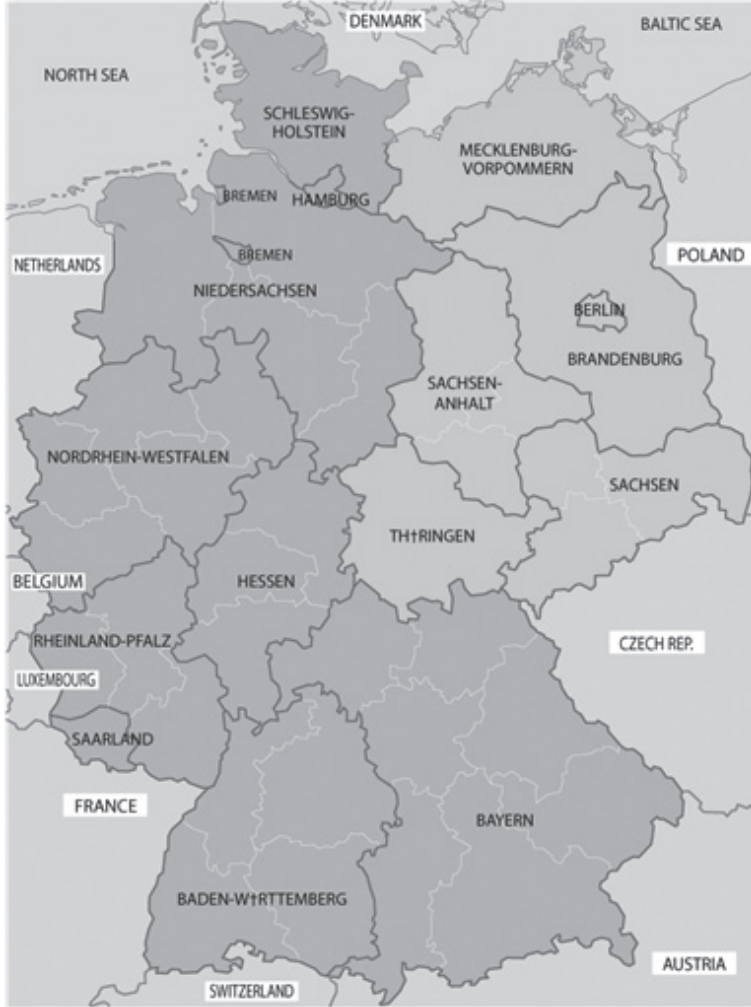 DENMARK
BALTIC SEA
NORTH SEA
SCHLESWIG-
HOLSTEIN
MECKLENBURG-
VORPOMMERN
BREMEN
HAMBURG
BREMEN
NETHERLANDS
POLAND
NIEDERSACHSEN
BERLIN
BRANDENBURG
SACHSEN-
ANHALT
NORDRHEIN-WESTFALEN
SACHSEN
TH†RINGEN
BELGIUM
HESSEN
RHEINLAND-PFALZ
CZECH REP.
LUXEMBOURG
SAARLAND
FRANCE
BAYERN
BADEN-W†RTTEMBERG
AUSTRIA
SWITZERLAND